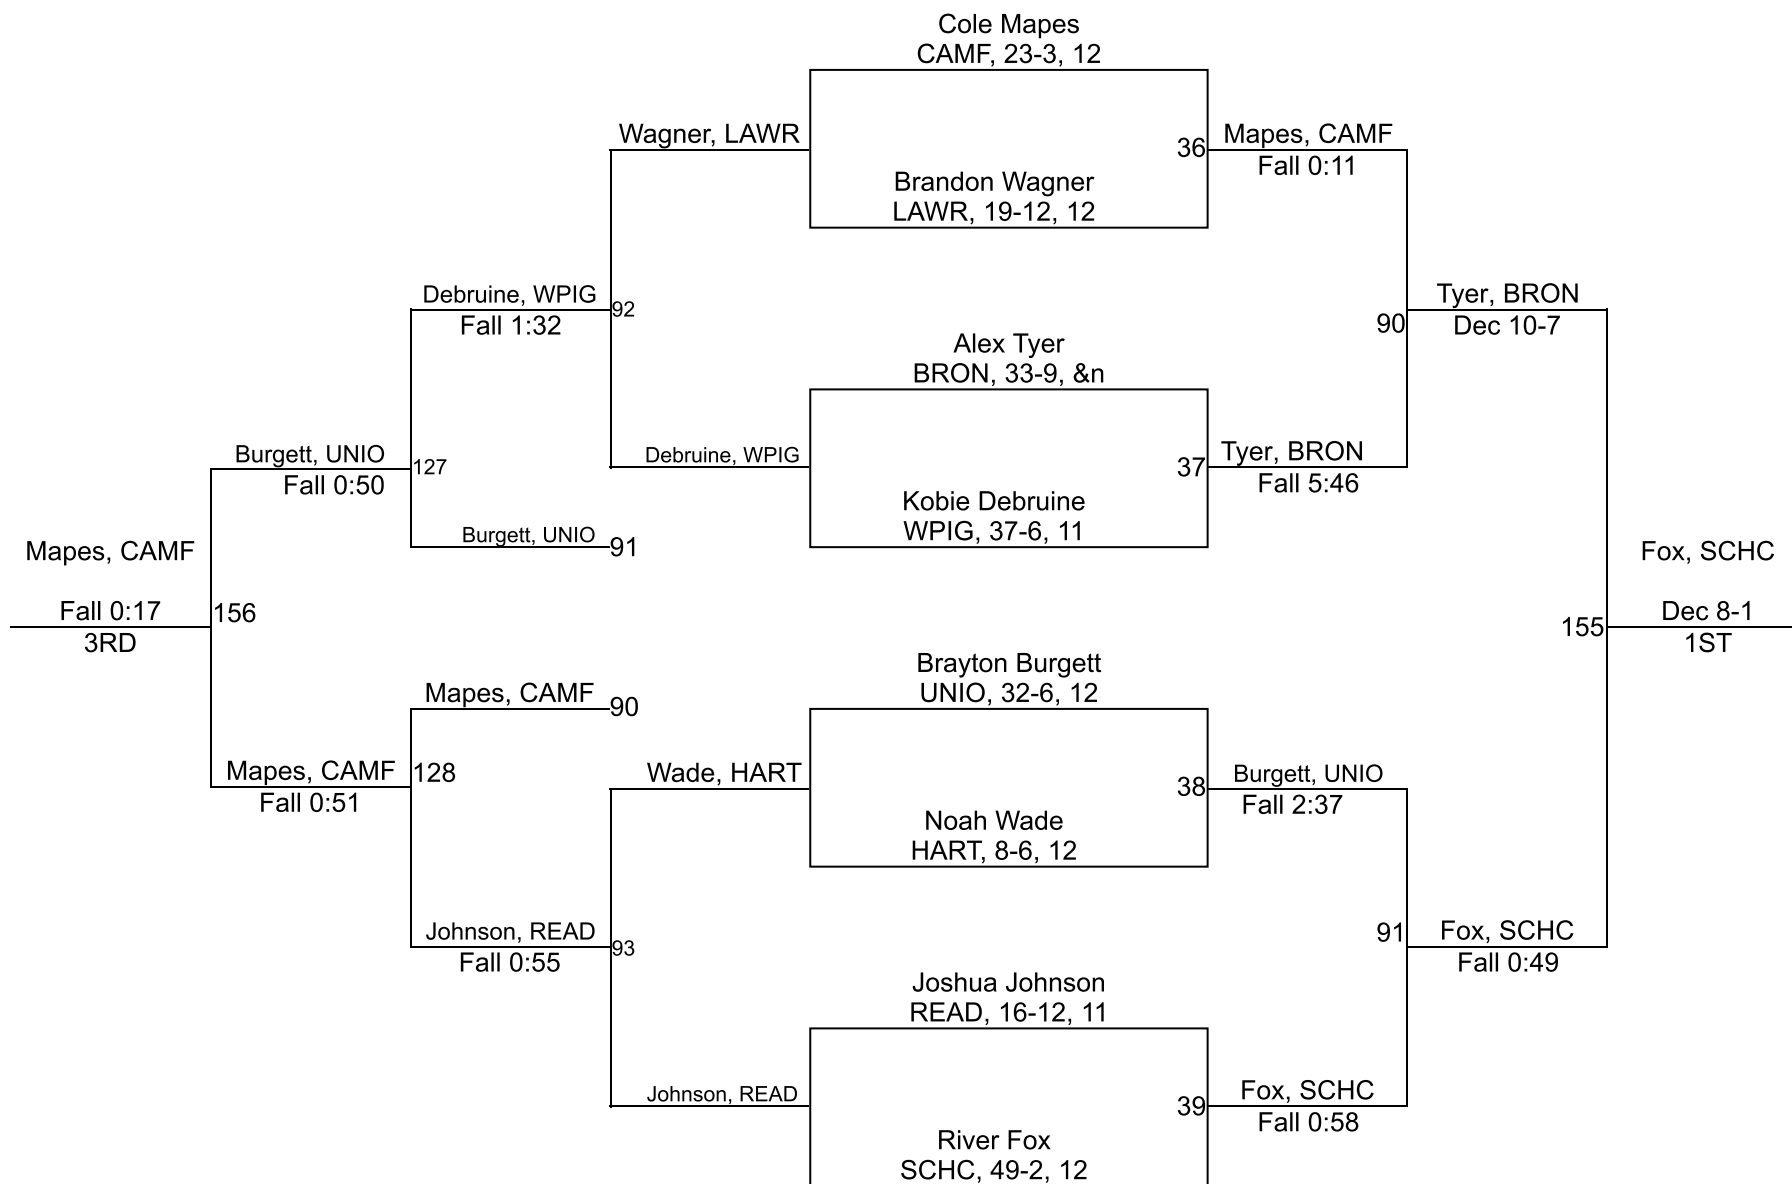 Cole Mapes
CAMF, 23-3, 12
Wagner, LAWR
36
Mapes, CAMF
Fall 0:11
Brandon Wagner
LAWR, 19-12, 12
Debruine, WPIG
Fall 1:32
92
90
Tyer, BRON
Dec 10-7
Alex Tyer
BRON, 33-9, &n
Burgett, UNIO
Fall 0:50
127
Debruine, WPIG
37
Tyer, BRON
Fall 5:46
Kobie Debruine
WPIG, 37-6, 11
Burgett, UNIO
91
Mapes, CAMF
Fall 0:17
3RD
156
Fox, SCHC
155
Dec 8-1
1ST
Brayton Burgett
UNIO, 32-6, 12
Mapes, CAMF
90
Mapes, CAMF
Fall 0:51
128
Wade, HART
38
Burgett, UNIO
Fall 2:37
Noah Wade
HART, 8-6, 12
Johnson, READ
Fall 0:55
93
91
Fox, SCHC
Fall 0:49
Joshua Johnson
READ, 16-12, 11
Johnson, READ
39
Fox, SCHC
Fall 0:58
River Fox
SCHC, 49-2, 12